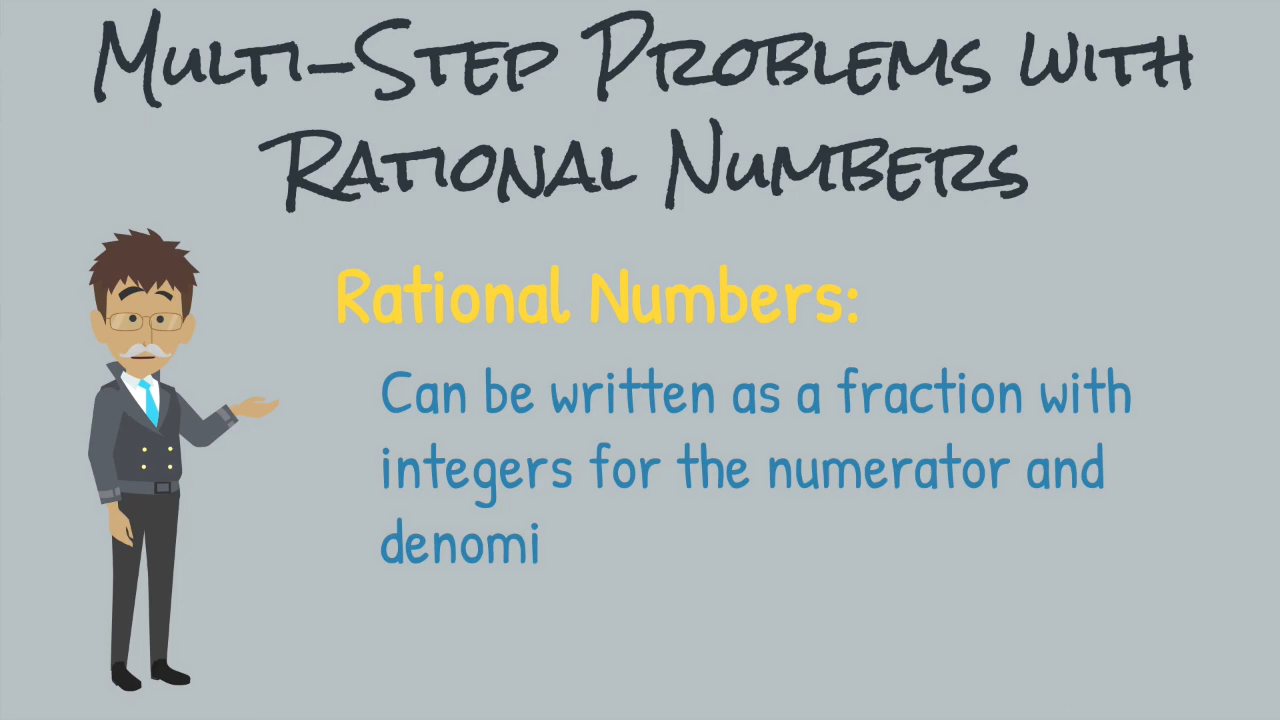 Multi-Step Problems with
Rational Numbers
Rational Numbers:
Can be written as a fraction with
integers for the numerator and
denomi